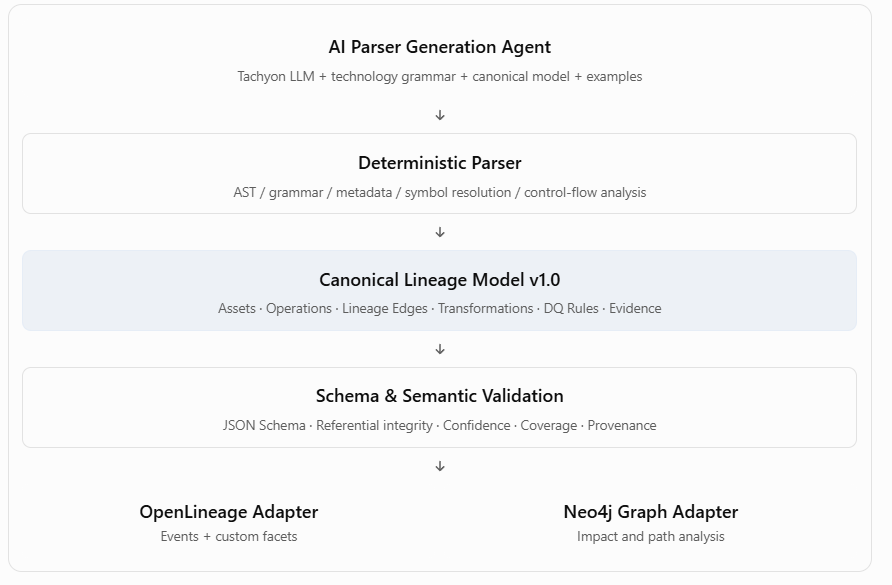 AI Parser Generation Agent
Tachyon LLM + technology grammar + canonical model + examples
↓
Deterministic Parser
AST / grammar / metadata / symbol resolution / control-flow analysis
↓
Canonical Lineage Model v1.0
Assets · Operations · Lineage Edges · Transformations · DQ Rules · Evidence
↓
Schema & Semantic Validation
JSON Schema · Referential integrity · Confidence · Coverage · Provenance
↓
OpenLineage Adapter
Events + custom facets
Neo4j Graph Adapter
Impact and path analysis